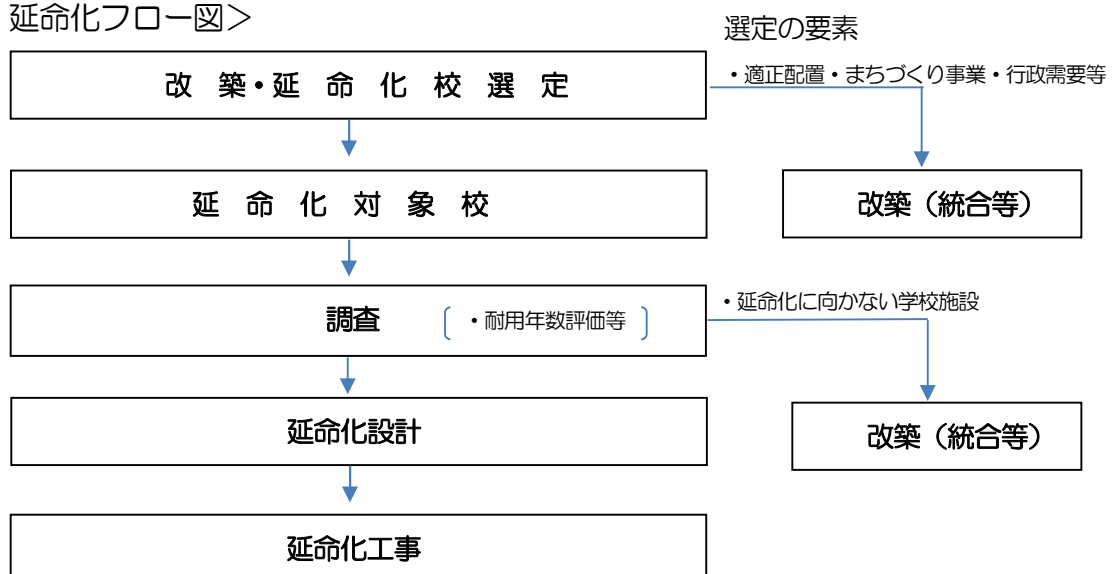 延命化フロー図＞
選定の要素
改築・延命化校選定
・適正配置・まちづくり事業・行政需要等
延命化対象校
改築（統合等）
調査
・耐用年数評価等
・延命化に向かない学校施設
延命化設計
改築（統合等）
延命化工事